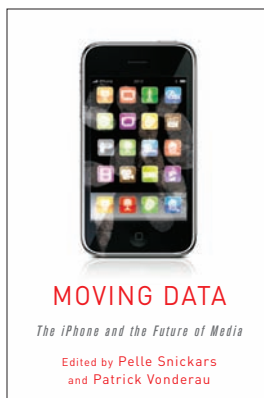 MOVING DATA
The iPhone and the Future of Media
Edited by Pelle Snickars
and Patrick Vonderau